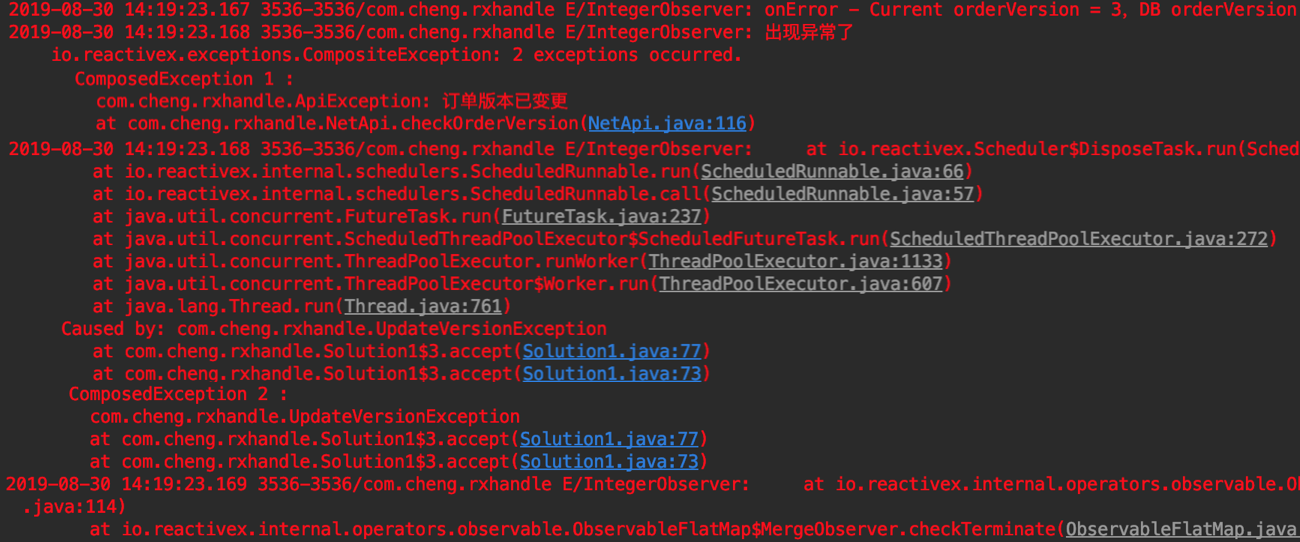 2019-08-30 14:19:23.167 3536-3536/com.cheng.rxhandle E/IntegerObserver: onError - Current orderVersion = 3, DB orderVersion
2019-08-30 14:19:23.168 3536-3536/com.cheng.rxhandle E/IntegerObserver: 出现异常了
io.reactivex.exceptions.CompositeException: 2 exceptions occurred.
ComposedException 1 :
com.cheng.rxhandle.ApiException: 订单版本已变更
at com.cheng.rxhandle.NetApi.checkOrderVersion(NetApi.java:116)
2019-08-30 14:19:23.168 3536-3536/com.cheng.rxhandle E/IntegerObserver: at io.reactivex.Scheduler$DisposeTask.run(Sched
at io.reactivex.internal.schedulers.ScheduledRunnable.run(ScheduledRunnable.java:66)
at io.reactivex.internal.schedulers.ScheduledRunnable.call(ScheduledRunnable.java:57)
at java.util.concurrent.FutureTask.run(FutureTask.java:237)
at java.util.concurrent.ScheduledThreadPoolExecutor$ScheduledFutureTask.run(ScheduledThreadPoolExecutor.java:272)
at java.util.concurrent.ThreadPoolExecutor.runWorker(ThreadPoolExecutor.java:1133)
at java.util.concurrent.ThreadPoolExecutor$Worker.run(ThreadPoolExecutor.java:607)
at java.lang.Thread.run(Thread.java:761)
Caused by: com.cheng.rxhandle.UpdateVersionException
at com.cheng.rxhandle.Solution1$3.accept(Solution1.java:77)
at com.cheng.rxhandle.Solution1$3.accept(Solution1.java:73)
ComposedException 2 :
com.cheng.rxhandle.UpdateVersionException
at com.cheng.rxhandle.Solution1$3.accept(Solution1.java:77)
at com.cheng.rxhandle.Solution1$3.accept(Solution1.java:73)
2019-08-30 14:19:23.169 3536-3536/com.cheng.rxhandle E/IntegerObserver: at io.reactivex.internal.operators.observable.Ob
.java:114)
at io.reactivex.internal.operators.observable.ObservableFlatMap$MergeObserver.checkTerminate(ObservableFlatMap.java